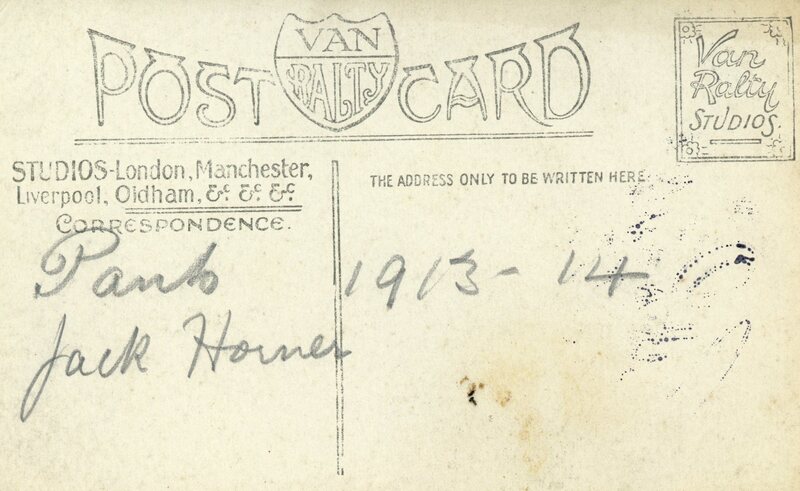 POST VAN RALTY CARD
Van
Ralty
STUDIOS.
STUDIOS-London, Manchester,
Liverpool, Oldham, &c &c &c
CORRESPONDENCE.
THE ADDRESS ONLY TO BE WRITTEN HERE.
Panto 1913-14
Jack Horner